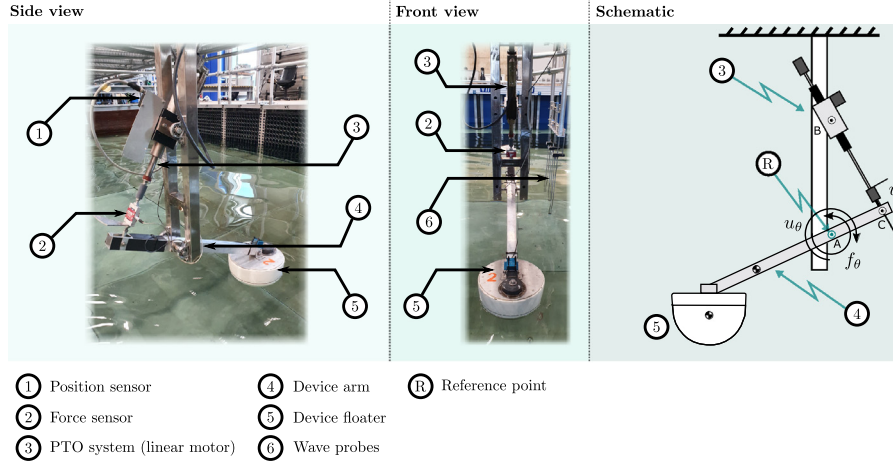 Side view
Front view
Schematic
1
2
3
4
5
3
2
6
5
3
R
B
u
C
uθ
A
fθ
5
4
1 Position sensor
2 Force sensor
3 PTO system (linear motor)
4 Device arm
5 Device floater
6 Wave probes
R Reference point